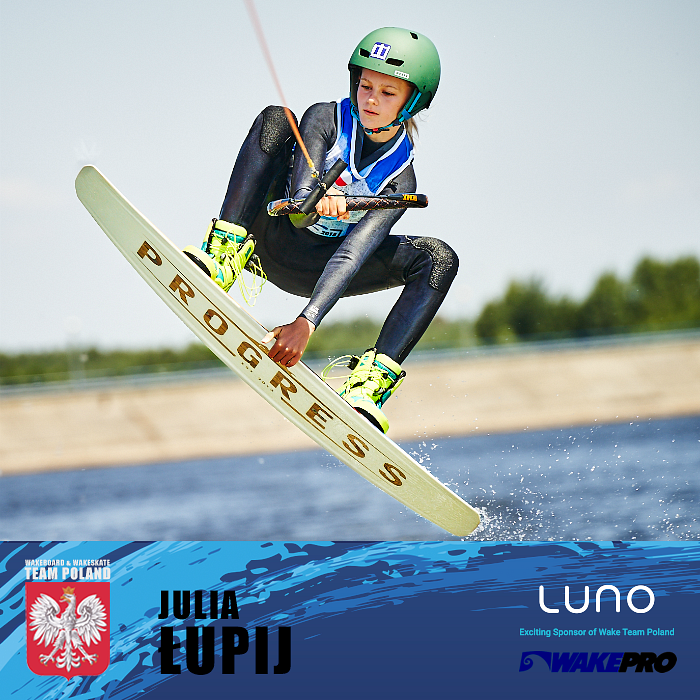 PROGRESS
WAKEBOARD & WAKESKATE
TEAM POLAND
JULIA
ŁUPIJ
LUNO
Exciting Sponsor of Wake Team Poland
WAKEPRO